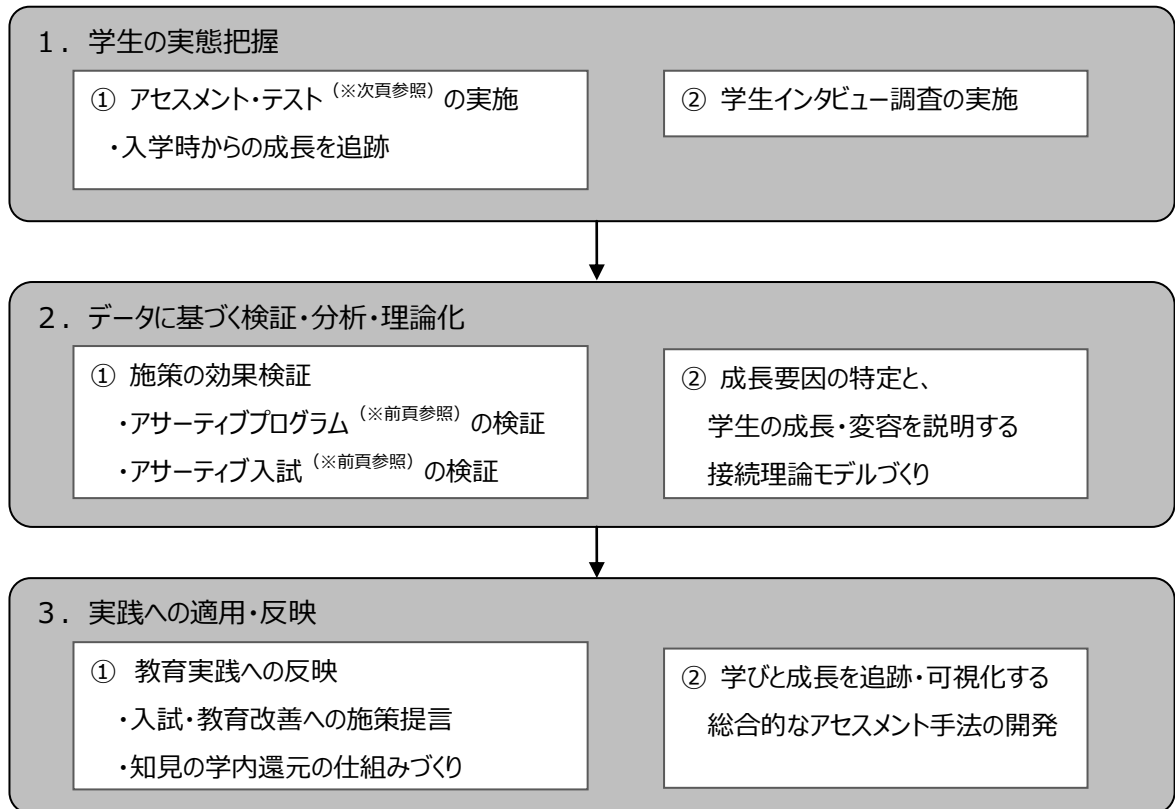 1. 学生の実態把握
① アセスメント・テスト(※次頁参照) の実施
・入学時からの成長を追跡
② 学生インタビュー調査の実施
2. データに基づく検証・分析・理論化
① 施策の効果検証
・アサーティブプログラム(※前頁参照) の検証
・アサーティブ入試(※前頁参照) の検証
② 成長要因の特定と、
学生の成長・変容を説明する
接続理論モデルづくり
3. 実践への適用・反映
① 教育実践への反映
・入試・教育改善への施策提言
・知見の学内還元の仕組みづくり
② 学びと成長を追跡・可視化する
総合的なアセスメント手法の開発